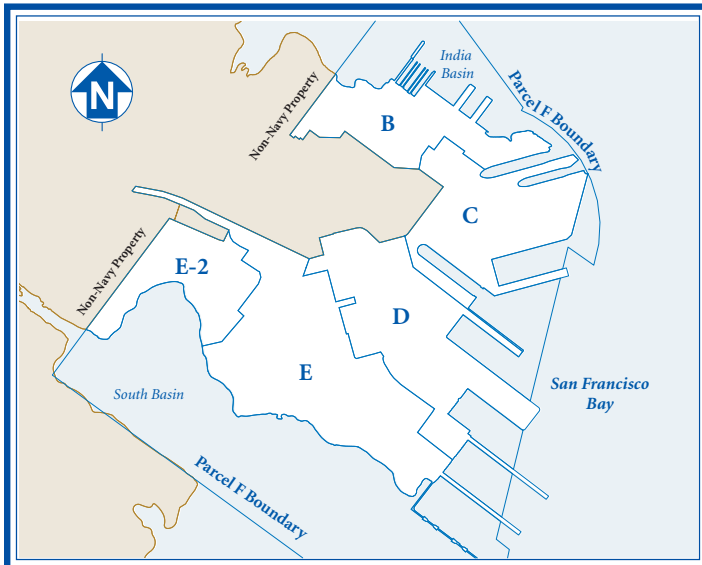 India
Basin
Parcel F Boundary
Non-Navy Property
N
B
C
Non-Navy Property
E-2
D
E
San Francisco
Bay
South Basin
Parcel F Boundary